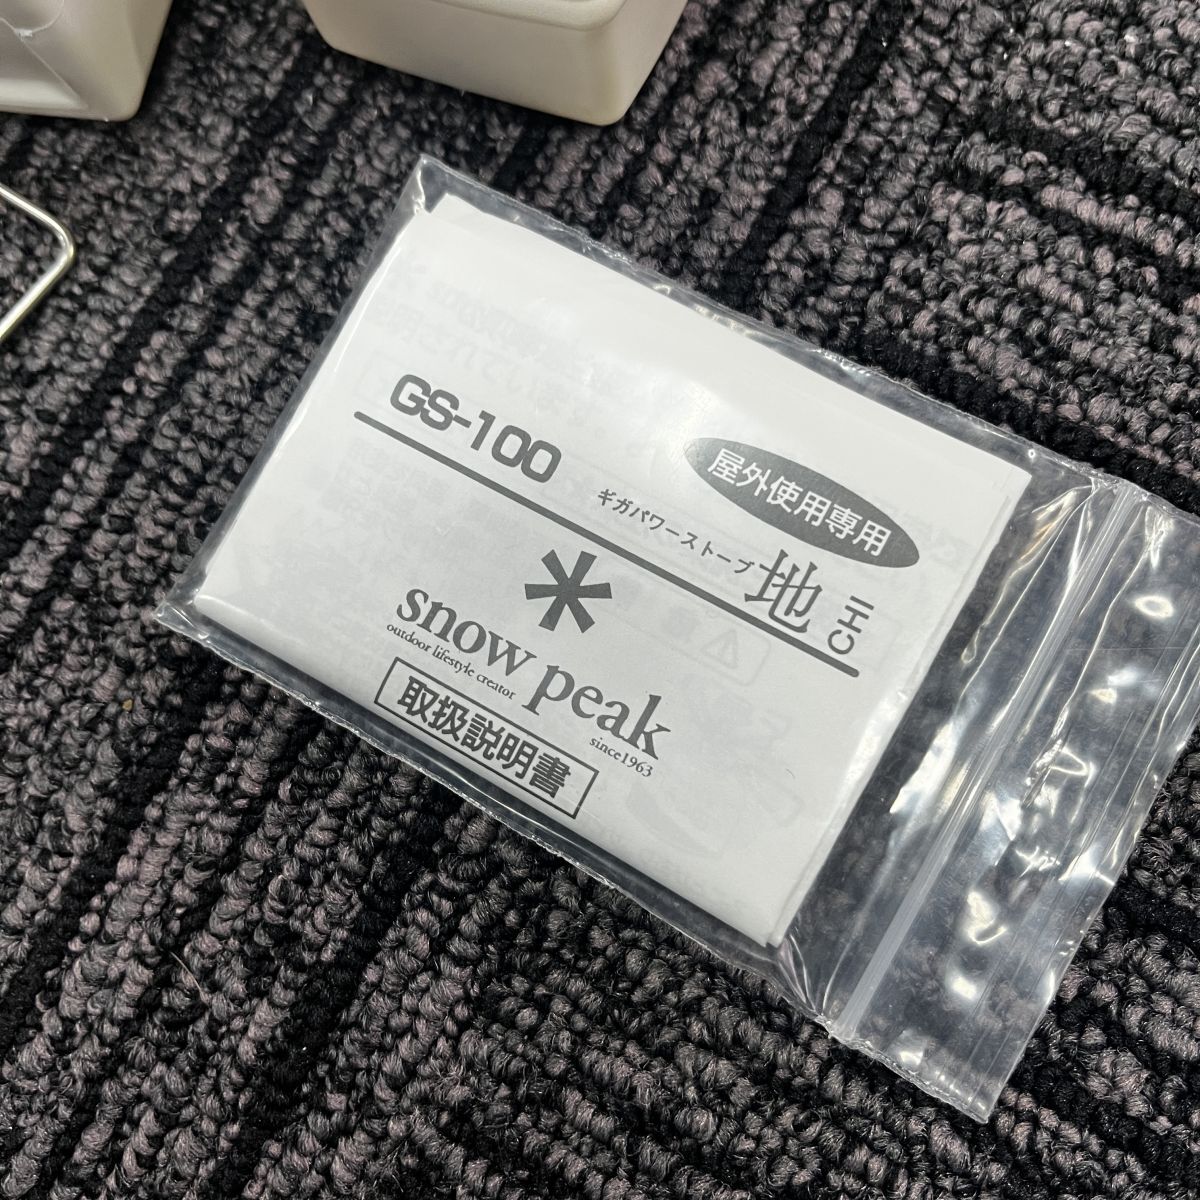 GS-100
屋外使用専用
ギガパワーストーブ 地 CHI
snow peak
outdoor lifestyle creator
since1963
取扱説明書